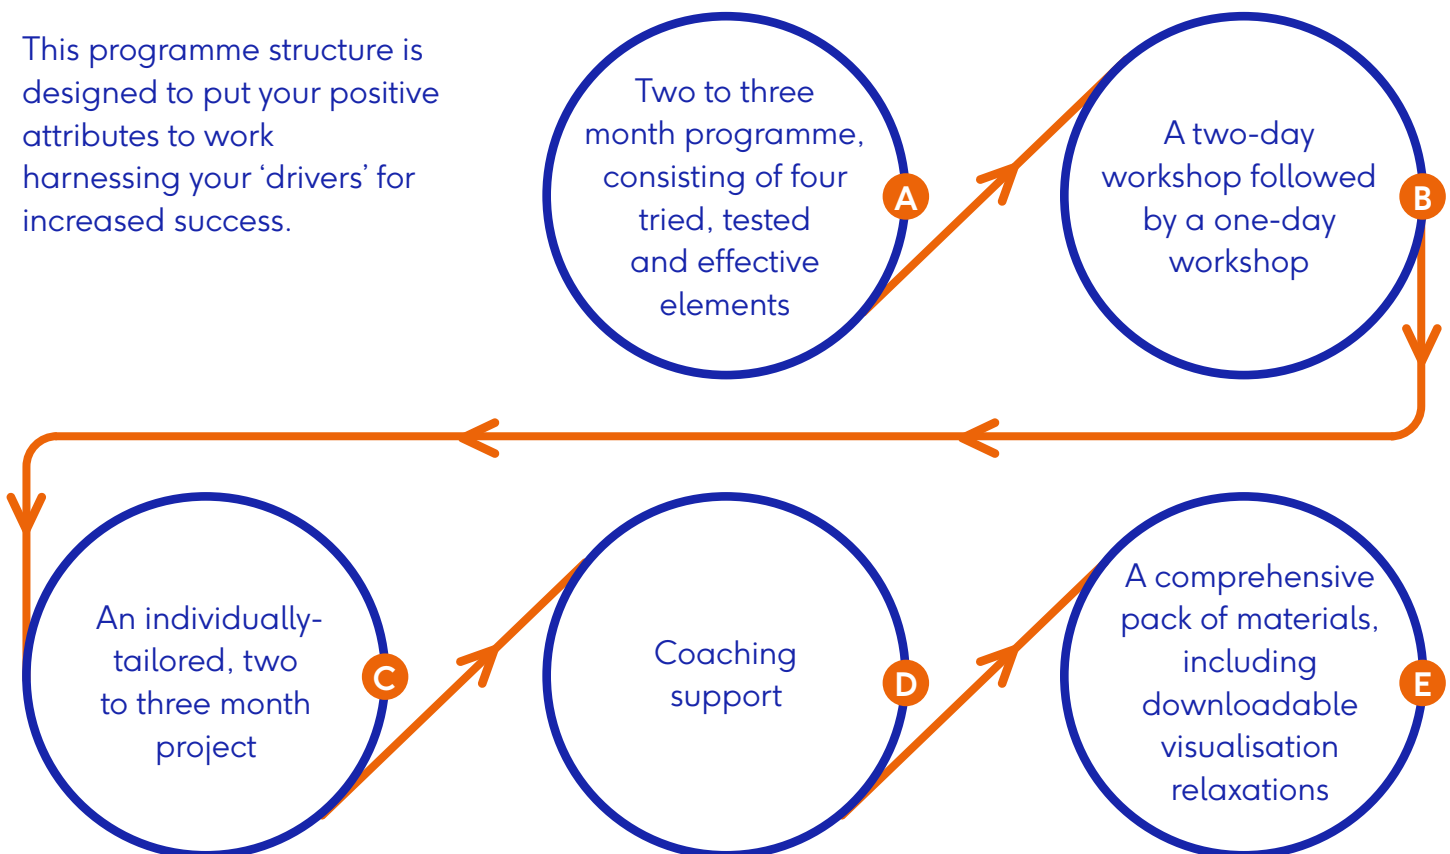 This programme structure is
designed to put your positive
attributes to work
harnessing your ‘drivers’ for
increased success.
Two to three
month programme,
consisting of four
tried, tested
and effective
elements
A
A two-day
workshop followed
by a one-day
workshop
B
An individually-
tailored, two
to three month
project
C
Coaching
support
D
A comprehensive
pack of materials,
including
downloadable
visualisation
relaxations
E